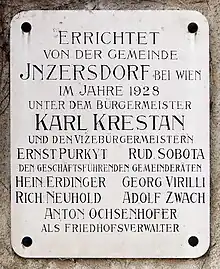 ERRICHTET
VON DER GEMEINDE
JNZERSDORF BEI WIEN
IM JAHRE 1928
UNTER DEM BÜRGERMEISTER
KARL KRESTAN
UND DEN VIZEBÜRGERMEISTERN
ERNST PURKYT RUD. SOBOTA
DEN GESCHÄFTSFÜHRENDEN GEMEINDERÄTEN
HEIN. ERDINGER GEORG VIRILLI
RICH. NEUHOLD ADOLF ZWACH
ANTON OCHSENHOFER
ALS FRIEDHOFSVERWALTER